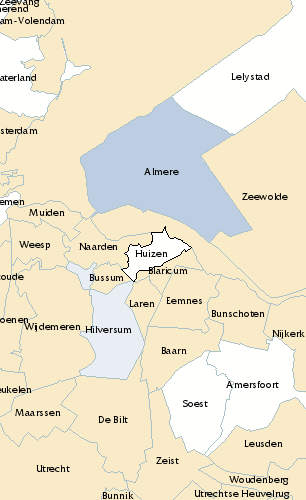 Zeevang
nerend
am-Volendam
Lelystad
aterland
sterdam
Almere
Zeewolde
emen
Muiden
Weesp
Naarden
Huizen
oude
Bussum
Blaricum
Laren
Eemnes
Bunschoten
oenen
Wijdemeren
Hilversum
Nijkerk
Baarn
eukelen
Amersfoort
Soest
Maarssen
De Bilt
Leusden
Utrecht
Zeist
Woudenberg
Bunnik
Utrechtse Heuvelrug